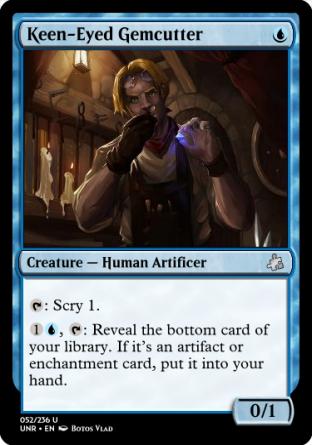 Keen-Eyed Gemcutter
Creature — Human Artificer
: Scry 1.
1, : Reveal the bottom card of
your library. If it's an artifact or
enchantment card, put it into your
hand.
0/1
052/236 U
UNR • EN Botos Vlad